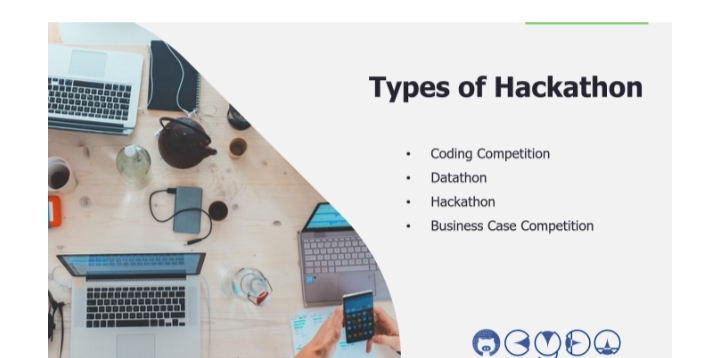 Types of Hackathon
• Coding Competition
• Datathon
• Hackathon
• Business Case Competition